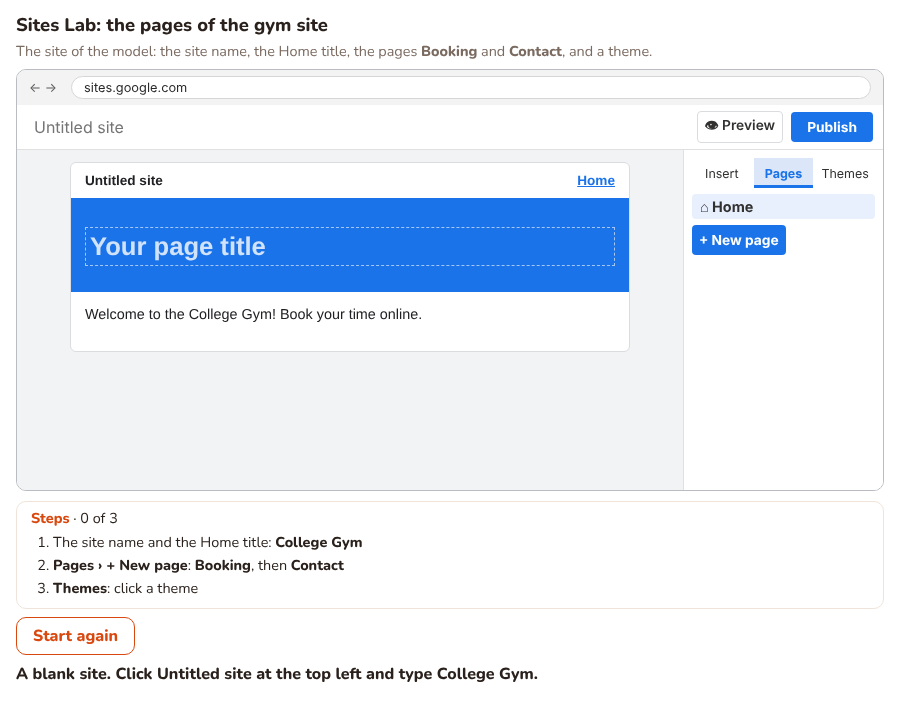 Sites Lab: the pages of the gym site
The site of the model: the site name, the Home title, the pages Booking and Contact, and a theme.
← → sites.google.com
Untitled site
👁 Preview
Publish
Untitled site
Home
Your page title
Welcome to the College Gym! Book your time online.
Insert Pages Themes
⌂ Home
+ New page
Steps · 0 of 3
1. The site name and the Home title: College Gym
2. Pages › + New page: Booking, then Contact
3. Themes: click a theme
Start again
A blank site. Click Untitled site at the top left and type College Gym.